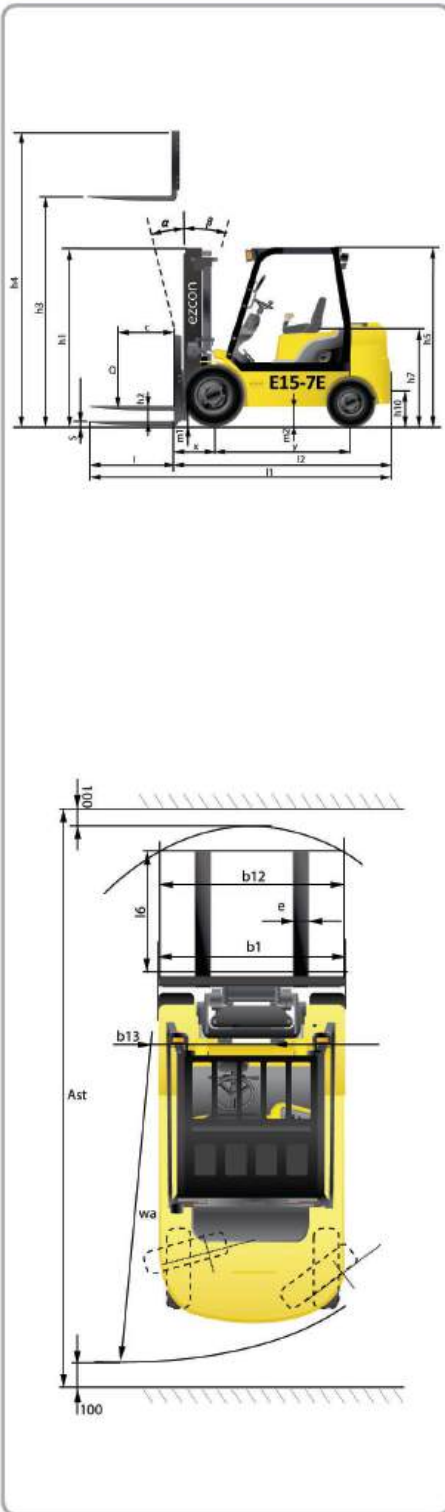 h4
h3
h1
α
β
ezcon
c
Q
h2
S
E15-7E
h5
h7
h10
m1
x
m2
y
l
l2
l1
100
b12
l6
e
b1
b13
Ast
wa
100